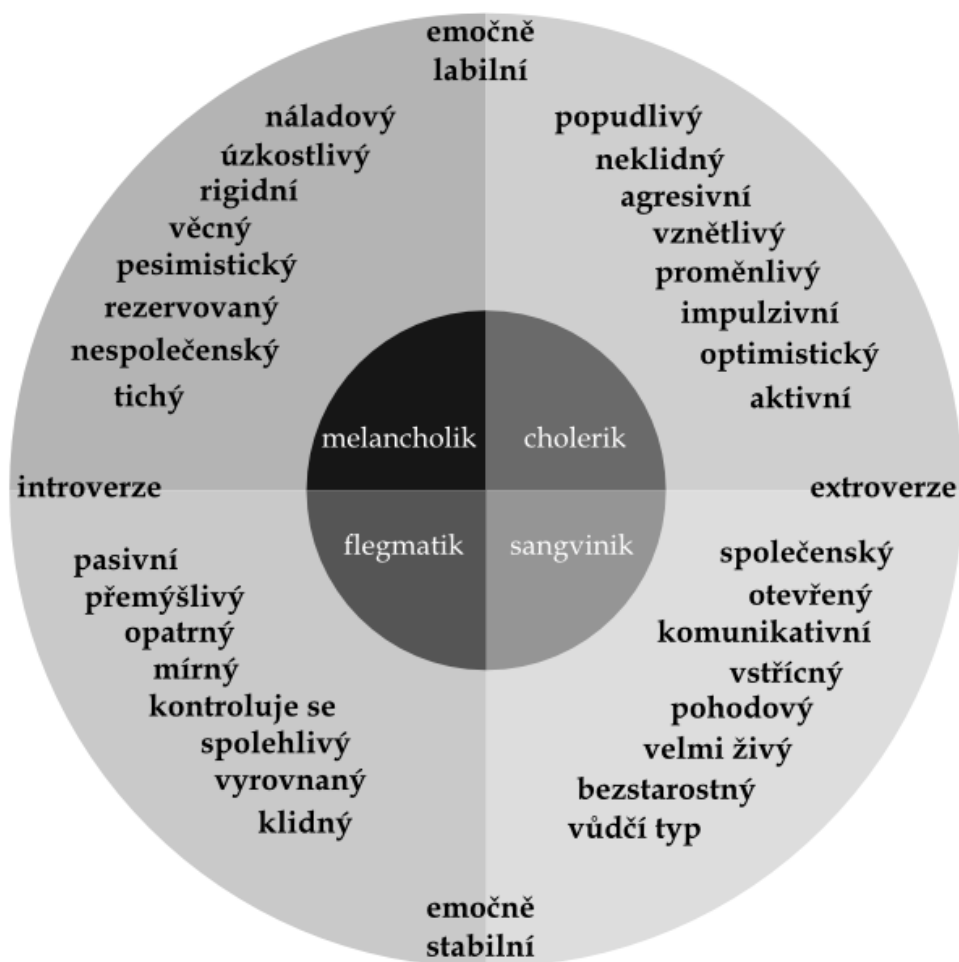 emočně
labilní
náladový
úzkostlivý
rigidní
věcný
pesimistický
rezervovaný
nespolečenský
tichý
popudlivý
neklidný
agresivní
vznětlivý
proměnlivý
impulzivní
optimistický
aktivní
melancholik
cholerik
introverze
extroverze
flegmatik
sangvinik
pasivní
přemýšlivý
opatrný
mírný
kontroluje se
spolehlivý
vyrovnaný
klidný
společenský
otevřený
komunikativní
vstřícný
pohodový
velmi živý
bezstarostný
vůdčí typ
emočně
stabilní